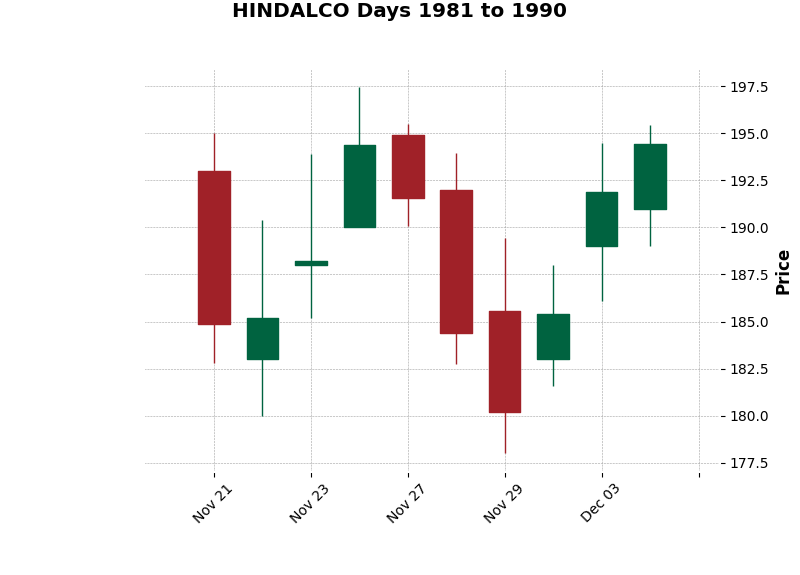 HINDALCO Days 1981 to 1990
197.5
195.0
192.5
190.0
187.5
185.0
182.5
180.0
177.5
Price
Nov 21
Nov 23
Nov 27
Nov 29
Dec 03